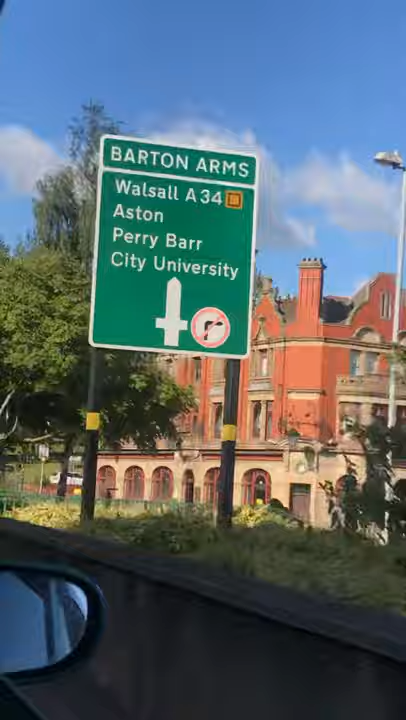 BARTON ARMS
Walsall A34
Aston
Perry Barr
City University